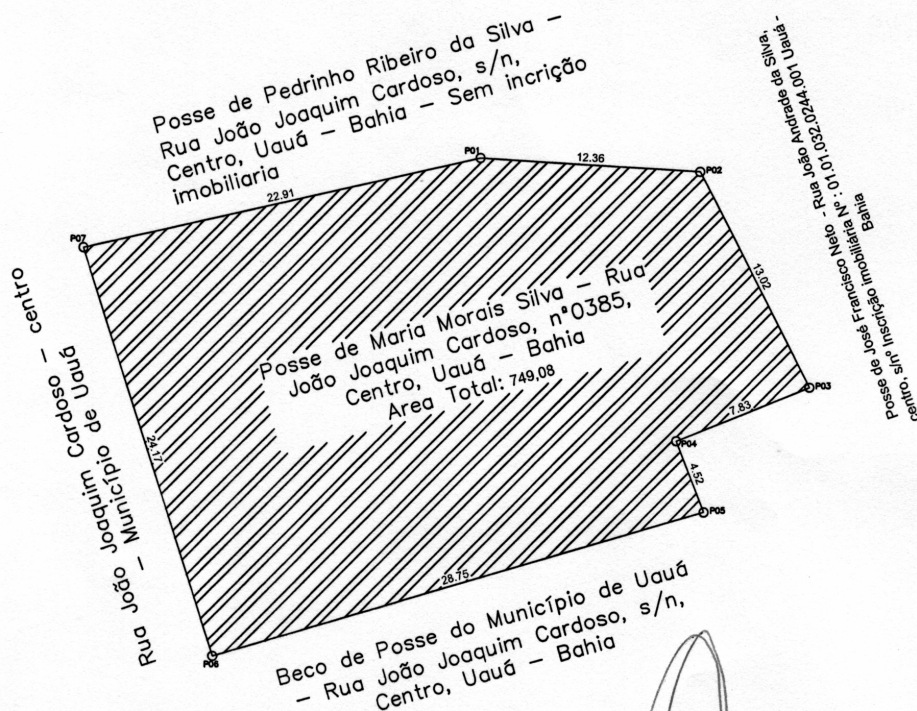 Posse de Pedrinho Ribeiro da Silva –
Rua João Joaquim Cardoso, s/n,
Centro, Uauá – Bahia – Sem incrição
imobiliaria
Posse de José Francisco Neto - Rua João Andrade da Silva,
centro, s/nº Inscrição imobiliária Nº : 01.01.032.0244.001 Uauá -
Bahia
P01
12.36
P02
22.91
P07
13.02
Rua João Joaquim Cardoso – centro
– Município de Uauá
Posse de Maria Morais Silva – Rua
João Joaquim Cardoso, nº0385,
Centro, Uauá – Bahia
Area Total: 749,08
P03
7.83
P04
24.17
4.52
P05
28.75
P06
Beco de Posse do Município de Uauá
– Rua João Joaquim Cardoso, s/n,
Centro, Uauá – Bahia